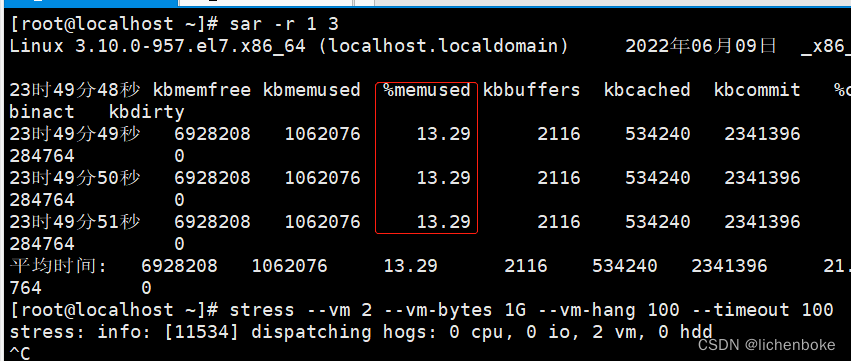 [root@localhost ~]# sar -r 1 3
Linux 3.10.0-957.el7.x86_64 (localhost.localdomain) 2022年06月09日 _x86_
23时49分48秒 kbmemfree kbmemused %memused kbbuffers kbcached kbcommit
binact kbdirty
23时49分49秒 6928208 1062076 13.29 2116 534240 2341396
284764 0
23时49分50秒 6928208 1062076 13.29 2116 534240 2341396
284764 0
23时49分51秒 6928208 1062076 13.29 2116 534240 2341396
284764 0
平均时间: 6928208 1062076 13.29 2116 534240 2341396 21.
764 0
[root@localhost ~]# stress --vm 2 --vm-bytes 1G --vm-hang 100 --timeout 100
stress: info: [11534] dispatching hogs: 0 cpu, 0 io, 2 vm, 0 hdd
^C
CSDN @lichenboke